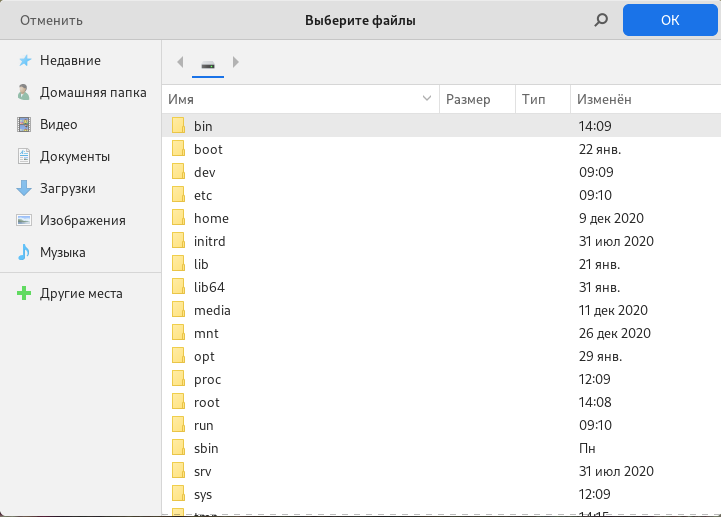 Отменить Выберите файлы OK
Недавние
Домашняя папка
Видео
Документы
Загрузки
Изображения
Музыка
Другие места
Имя Размер Тип Изменён
bin 14:09
boot 22 янв.
dev 09:09
etc 09:10
home 9 дек 2020
initrd 31 июл 2020
lib 21 янв.
lib64 31 янв.
media 11 дек 2020
mnt 26 дек 2020
opt 29 янв.
proc 12:09
root 14:08
run 09:10
sbin Пн
srv 31 июл 2020
sys 12:09
tmp 14:15